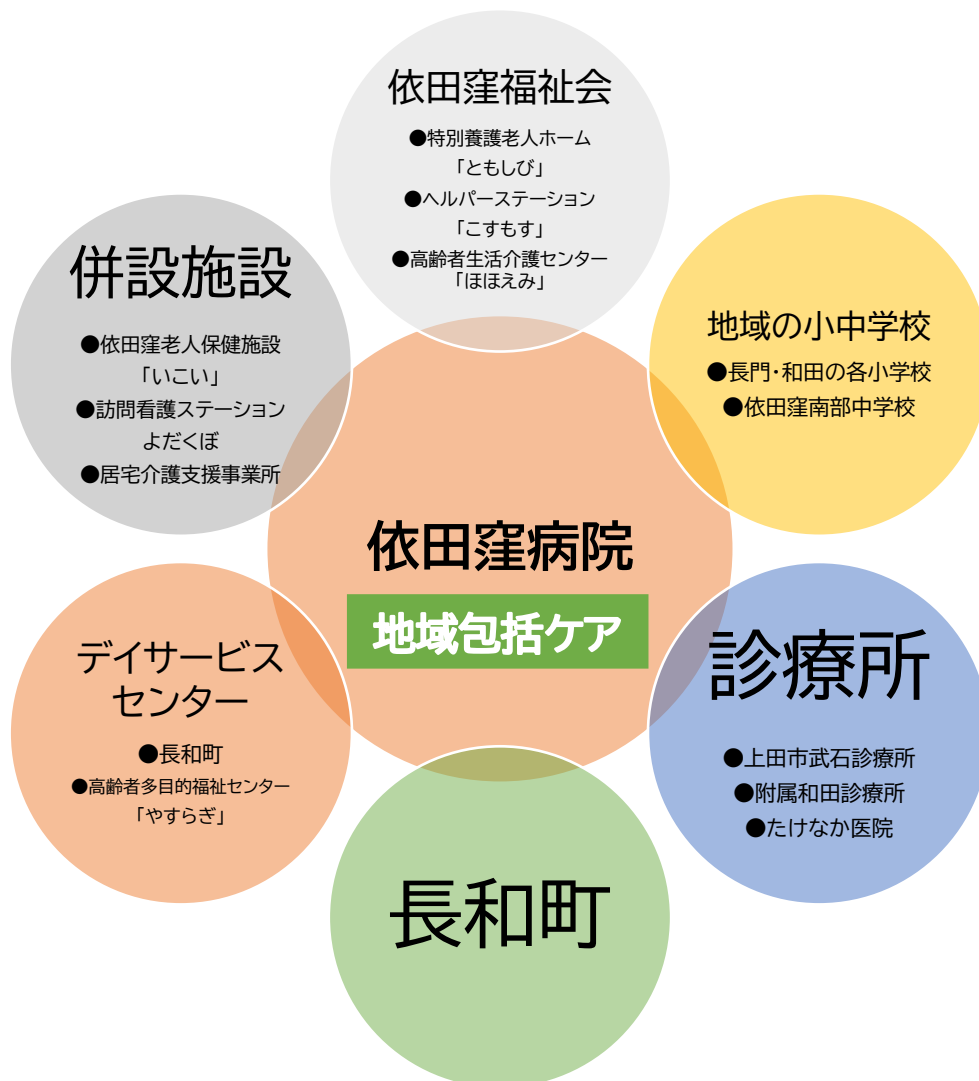 依田窪福祉会
●特別養護老人ホーム
「ともしび」
●ヘルパーステーション
「こすもす」
●高齢者生活介護センター
「ほほえみ」
併設施設
●依田窪老人保健施設
「いこい」
●訪問看護ステーション
よだくぼ
●居宅介護支援事業所
地域の小中学校
●長門・和田の各小学校
●依田窪南部中学校
依田窪病院
地域包括ケア
デイサービス
センター
●長和町
●高齢者多目的福祉センター
「やすらぎ」
診療所
●上田市武石診療所
●附属和田診療所
●たけなか医院
長和町